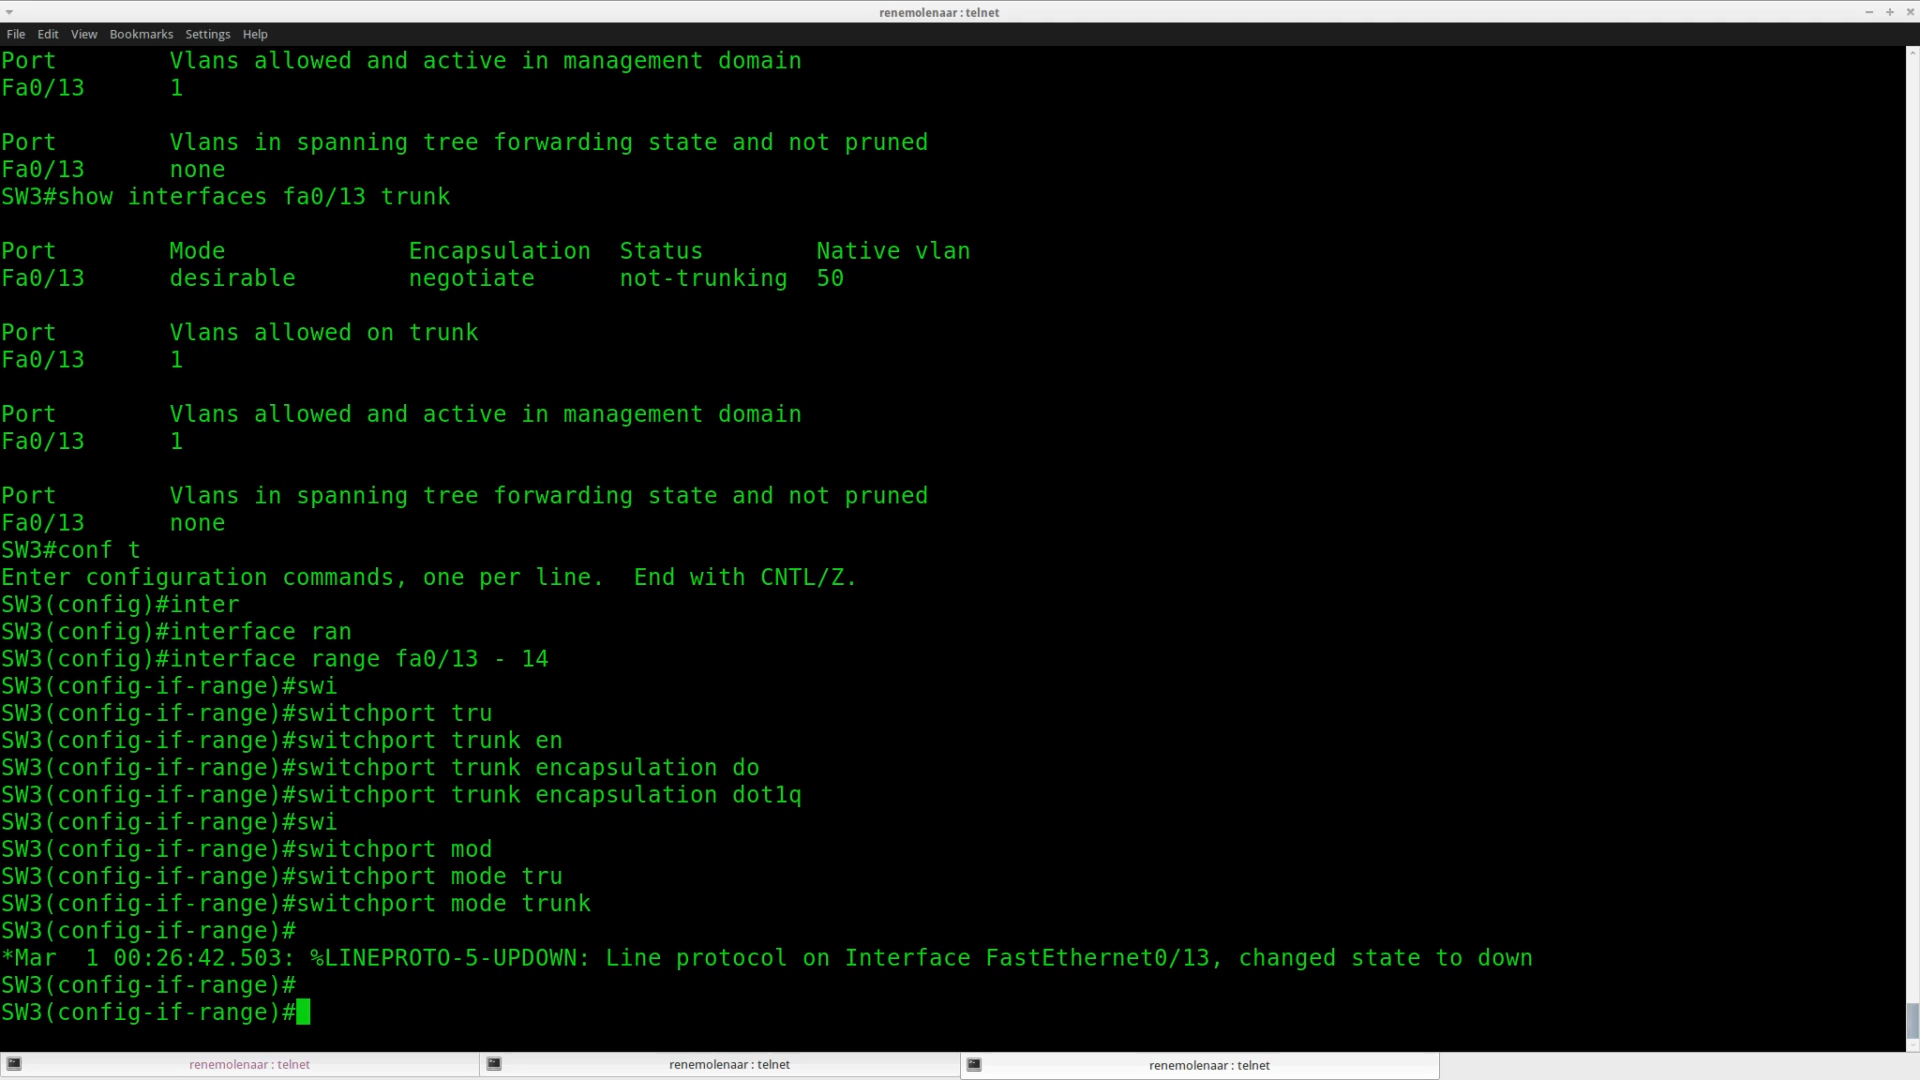 renemolenaar : telnet
File Edit View Bookmarks Settings Help
Port        Vlans allowed and active in management domain
Fa0/13      1
Port        Vlans in spanning tree forwarding state and not pruned
Fa0/13      none
SW3#show interfaces fa0/13 trunk
Port        Mode             Encapsulation  Status        Native vlan
Fa0/13      desirable        negotiate      not-trunking  50
Port        Vlans allowed on trunk
Fa0/13      1
Port        Vlans allowed and active in management domain
Fa0/13      1
Port        Vlans in spanning tree forwarding state and not pruned
Fa0/13      none
SW3#conf t
Enter configuration commands, one per line.  End with CNTL/Z.
SW3(config)#inter
SW3(config)#interface ran
SW3(config)#interface range fa0/13 - 14
SW3(config-if-range)#swi
SW3(config-if-range)#switchport tru
SW3(config-if-range)#switchport trunk en
SW3(config-if-range)#switchport trunk encapsulation do
SW3(config-if-range)#switchport trunk encapsulation dot1q
SW3(config-if-range)#swi
SW3(config-if-range)#switchport mod
SW3(config-if-range)#switchport mode tru
SW3(config-if-range)#switchport mode trunk
SW3(config-if-range)#
*Mar  1 00:26:42.503: %LINEPROTO-5-UPDOWN: Line protocol on Interface FastEthernet0/13, changed state to down
SW3(config-if-range)#
SW3(config-if-range)#
renemolenaar : telnet renemolenaar : telnet renemolenaar : telnet